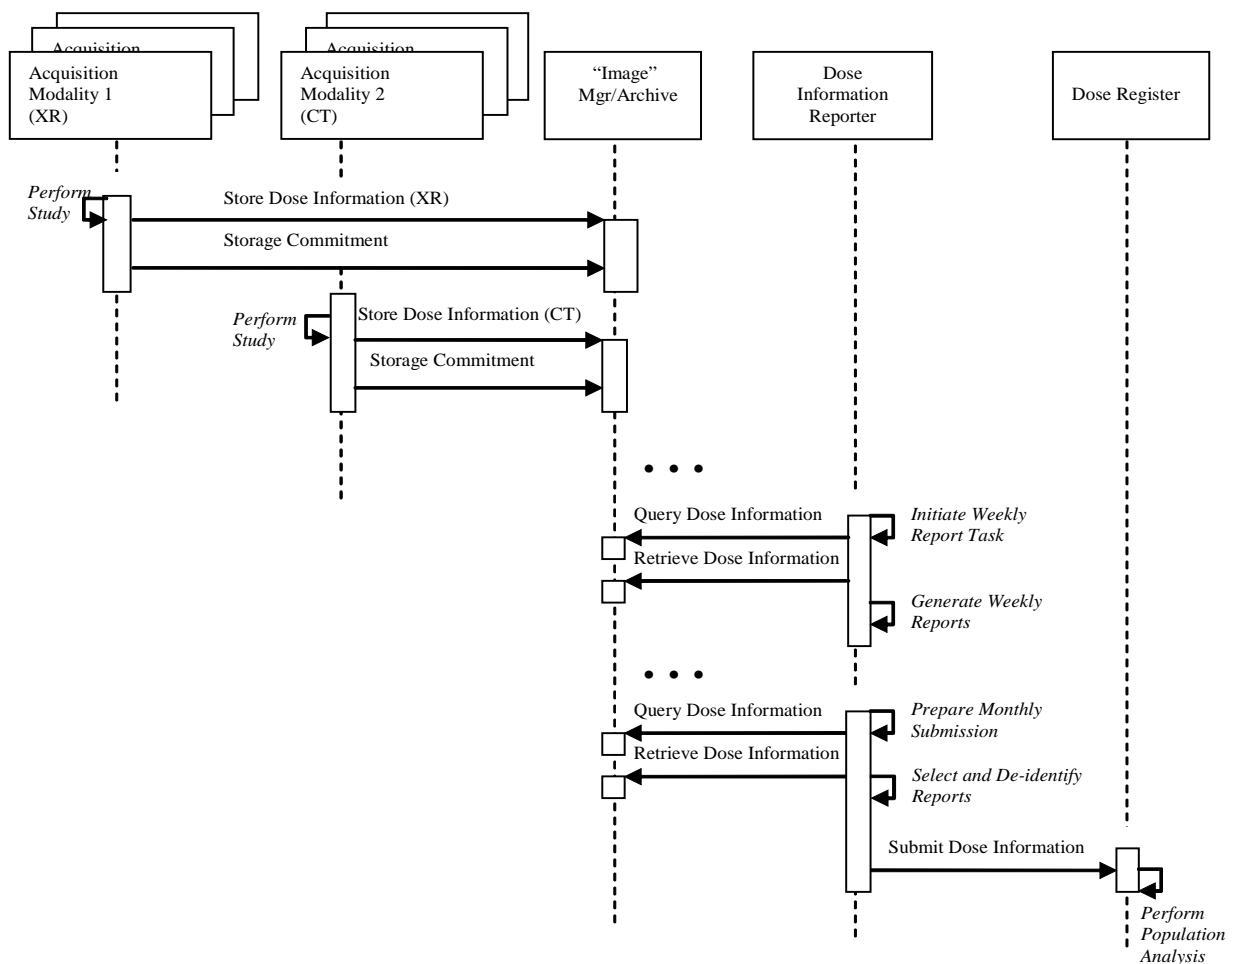 Acquisition
Acquisition
Modality 1
(XR)
Acquisition
Acquisition
Modality 2
(CT)
“Image”
Mgr/Archive
Dose
Information
Reporter
Dose Register
Perform
Study
Store Dose Information (XR)
Storage Commitment
Perform
Study
Store Dose Information (CT)
Storage Commitment
• • •
Query Dose Information
Initiate Weekly
Report Task
Retrieve Dose Information
Generate Weekly
Reports
• • •
Query Dose Information
Prepare Monthly
Submission
Retrieve Dose Information
Select and De-identify
Reports
Submit Dose Information
Perform
Population
Analysis